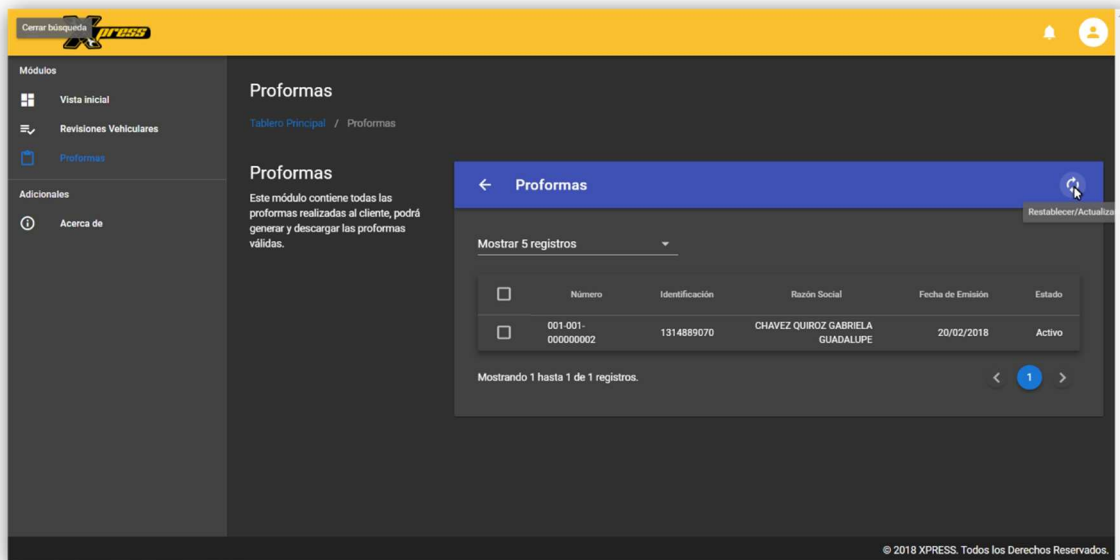 Cerrar búsqueda
Xpress
Módulos
Vista inicial
Revisiones Vehiculares
Proformas
Adicionales
Acerca de
Proformas
Tablero Principal / Proformas
Proformas
Este módulo contiene todas las
proformas realizadas al cliente, podrá
generar y descargar las proformas
válidas.
Proformas
Restablecer/Actualiza
Mostrar 5 registros
Número Identificación Razón Social Fecha de Emisión Estado
001-001- 1314889070 CHAVEZ QUIROZ GABRIELA 20/02/2018 Activo
000000002 GUADALUPE
Mostrando 1 hasta 1 de 1 registros.
1
© 2018 XPRESS. Todos los Derechos Reservados.